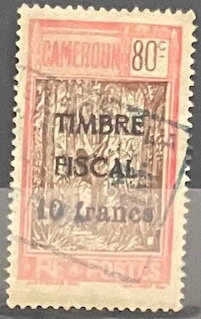 CAMEROUN 80c
TIMBRE
FISCAL
10 francs